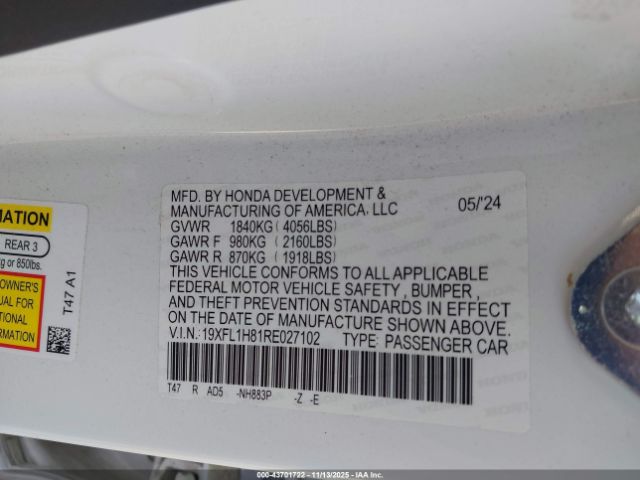 MATION
REAR 3
kg or 850lbs.
OWNER'S
UAL FOR
TIONAL
ORMATION
T47 A1
MFD. BY HONDA DEVELOPMENT &
MANUFACTURING OF AMERICA, LLC 05/'24
GVWR 1840KG ( 4056LBS)
GAWR F 980KG ( 2160LBS)
GAWR R 870KG ( 1918LBS)
THIS VEHICLE CONFORMS TO ALL APPLICABLE
FEDERAL MOTOR VEHICLE SAFETY , BUMPER ,
AND THEFT PREVENTION STANDARDS IN EFFECT
ON THE DATE OF MANUFACTURE SHOWN ABOVE.
V.I.N.:19XFL1H81RE027102 TYPE: PASSENGER CAR
T47 R AD5 -NH883P -Z -E
000-43701722 - 11/13/2025 - IAA Inc.